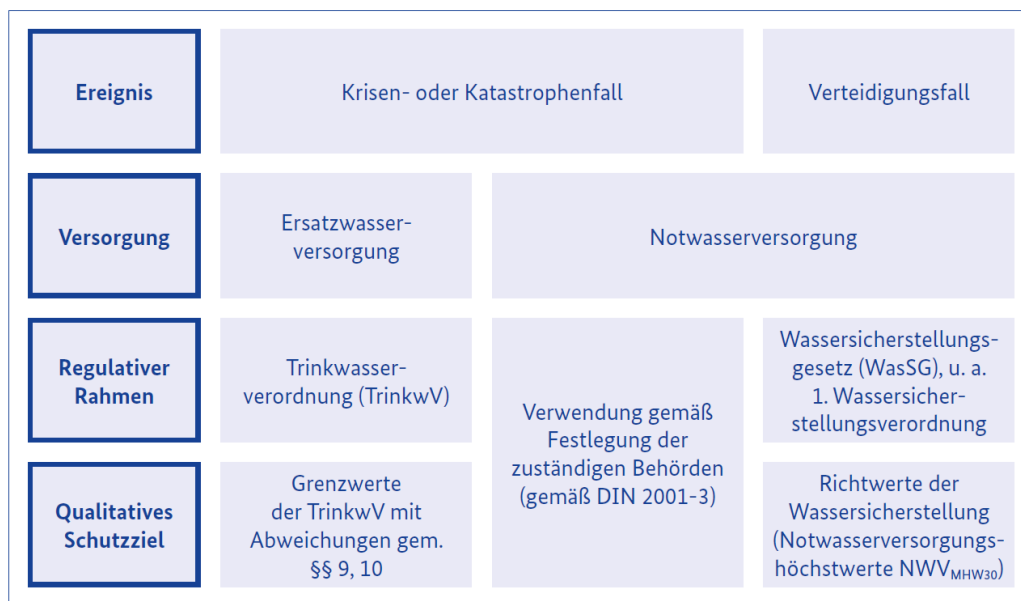 Ereignis
Krisen- oder Katastrophenfall
Verteidigungsfall
Versorgung
Ersatzwasser-
versorgung
Notwasserversorgung
Regulativer
Rahmen
Trinkwasser-
verordnung (TrinkwV)
Verwendung gemäß
Festlegung der
zuständigen Behörden
(gemäß DIN 2001-3)
Wassersicherstellungs-
gesetz (WasSG), u. a.
1. Wassersicher-
stellungsverordnung
Qualitatives
Schutzziel
Grenzwerte
der TrinkwV mit
Abweichungen gem.
§§ 9, 10
Richtwerte der
Wassersicherstellung
(Notwasserversorgungs-
höchstwerte NWVMHW30)